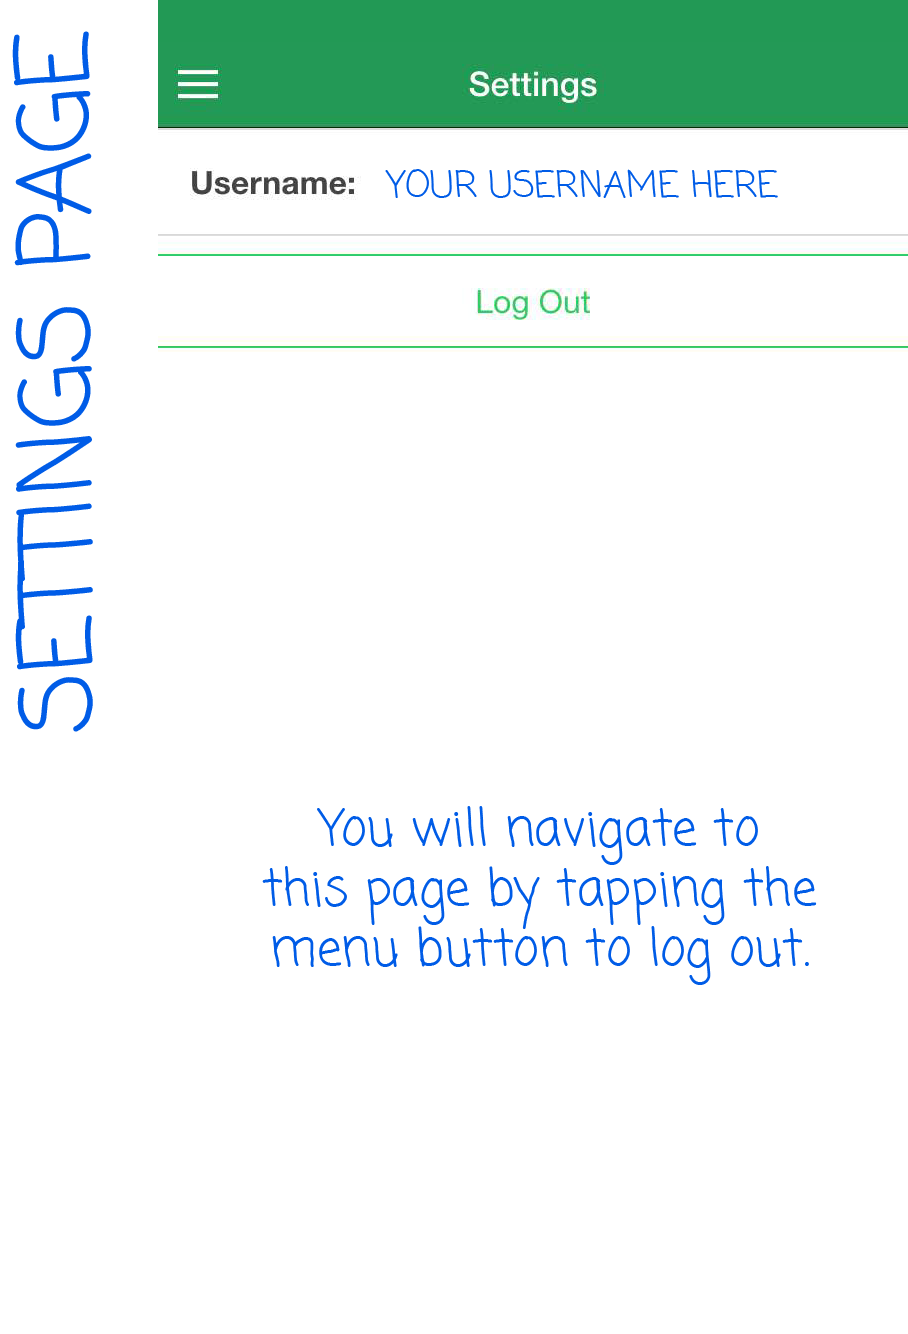 SETTINGS PAGE
Settings
Username: YOUR USERNAME HERE
Log Out
You will navigate to
this page by tapping the
menu button to log out.